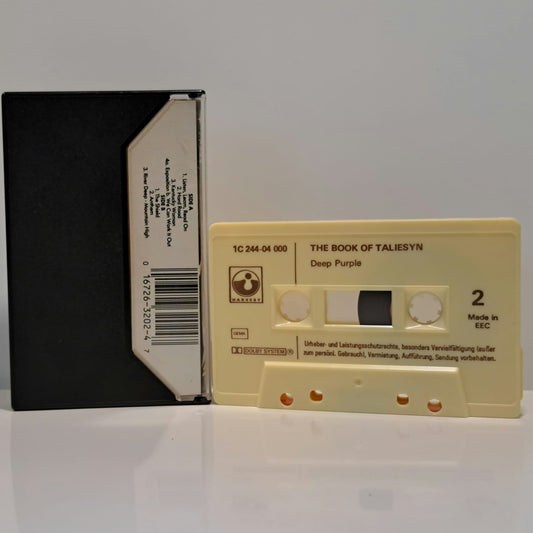 SIDE A
1. Listen, Learn, Read On
2. Hard Road
3. Kentucky Woman
4a. Exposition b. We Can Work It Out
SIDE B
1. The Shield
2. Anthem
3. River Deep - Mountain High
0 16726-3202-4 7
1C 244-04 000
THE BOOK OF TALIESYN
Deep Purple
HARVEST
2
Made in
EEC
GEMA
DOLBY SYSTEM®
Urheber- und Leistungsschutzrechte, besonders Vervielfältigung (außer
zum persönl. Gebrauch), Vermietung, Aufführung, Sendung vorbehalten.